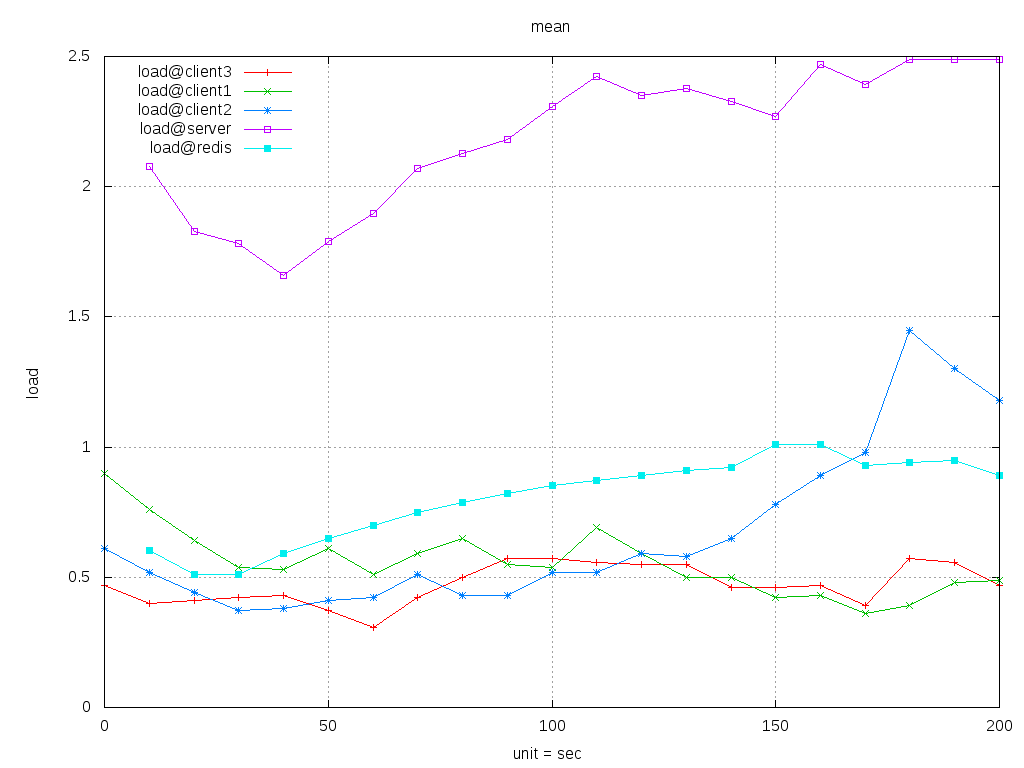 mean
2.5
2
1.5
1
0.5
0
load
load@client3
load@client1
load@client2
load@server
load@redis
0 50 100 150 200
unit = sec